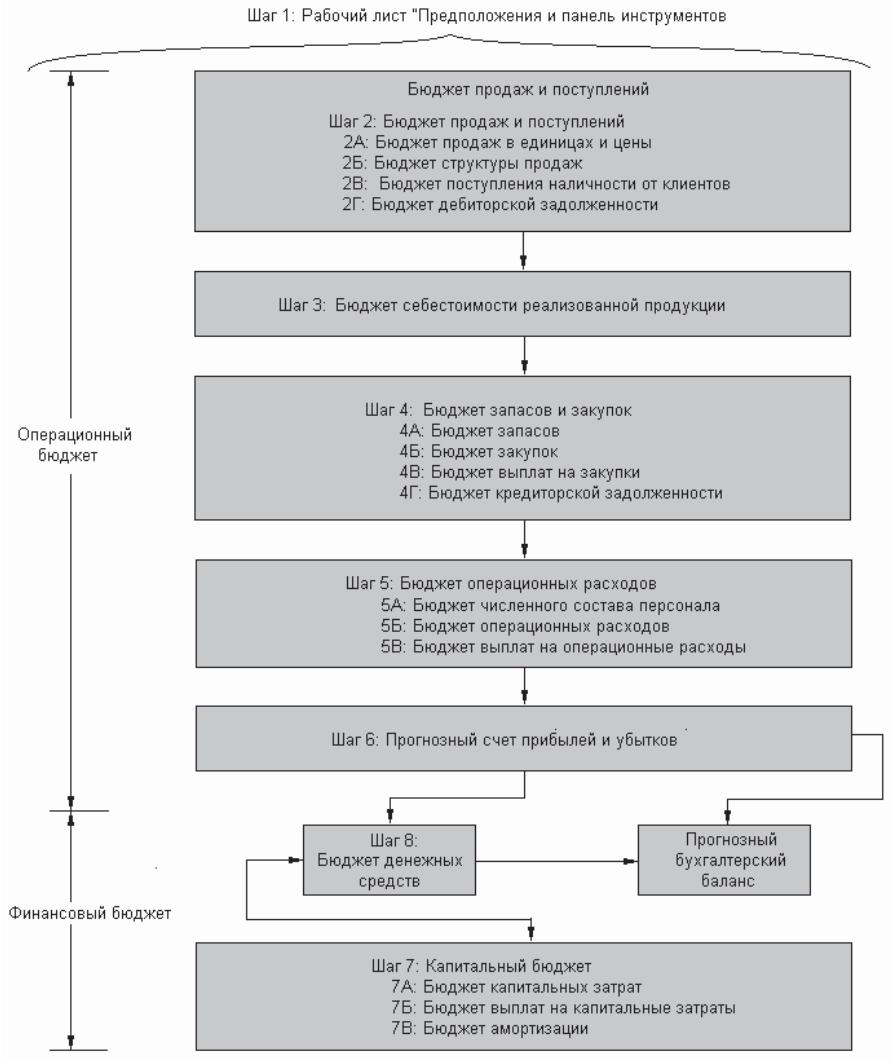 Шаг 1: Рабочий лист "Предположения и панель инструментов
Бюджет продаж и поступлений
Шаг 2: Бюджет продаж и поступлений
2А: Бюджет продаж в единицах и цены
2Б: Бюджет структуры продаж
2В: Бюджет поступления наличности от клиентов
2Г: Бюджет дебиторской задолженности
Шаг 3: Бюджет себестоимости реализованной продукции
Шаг 4: Бюджет запасов и закупок
4А: Бюджет запасов
4Б: Бюджет закупок
4В: Бюджет выплат на закупки
4Г: Бюджет кредиторской задолженности
Операционный
бюджет
Шаг 5: Бюджет операционных расходов
5А: Бюджет численного состава персонала
5Б: Бюджет операционных расходов
5В: Бюджет выплат на операционные расходы
Шаг 6: Прогнозный счет прибылей и убытков
Шаг 8:
Бюджет денежных
средств
Прогнозный
бухгалтерский
баланс
Финансовый бюджет
Шаг 7: Капитальный бюджет
7А: Бюджет капитальных затрат
7Б: Бюджет выплат на капитальные затраты
7В: Бюджет амортизации